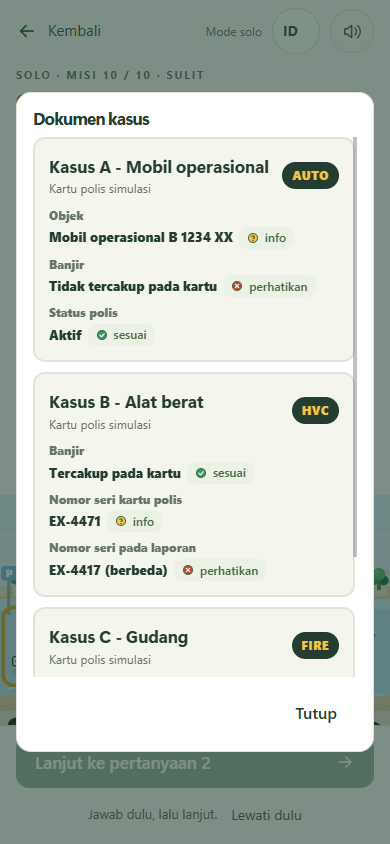 Kembali
Mode solo
ID
SOLO · MISI 10 / 10 · SULIT
Dokumen kasus
Kasus A - Mobil operasional
AUTO
Kartu polis simulasi
Objek
Mobil operasional B 1234 XX
info
Banjir
Tidak tercakup pada kartu
perhatikan
Status polis
Aktif
sesuai
Kasus B - Alat berat
HVC
Kartu polis simulasi
Banjir
Tercakup pada kartu
sesuai
Nomor seri kartu polis
EX-4471
info
Nomor seri pada laporan
EX-4417 (berbeda)
perhatikan
Kasus C - Gudang
FIRE
Kartu polis simulasi
P
Tutup
Lanjut ke pertanyaan 2
Jawab dulu, lalu lanjut.
Lewati dulu